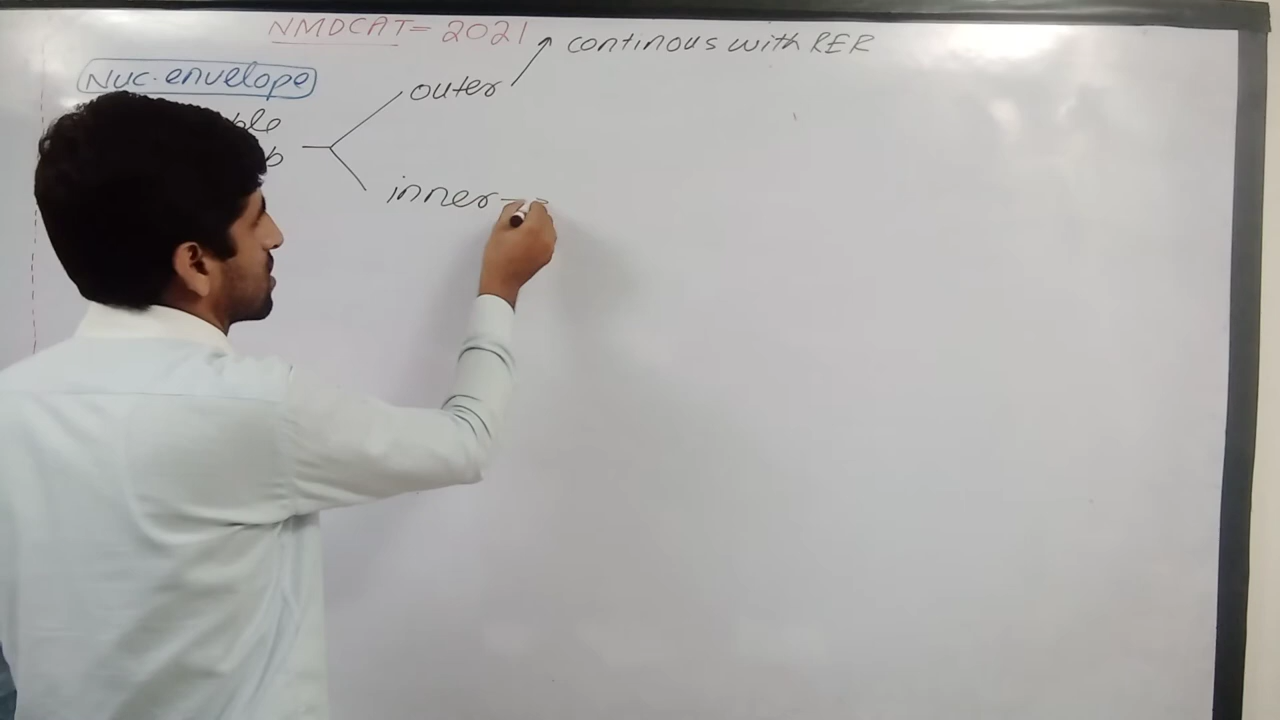 NMDCAT = 2021
continous with RER
Nuc. envelope
outer
inner